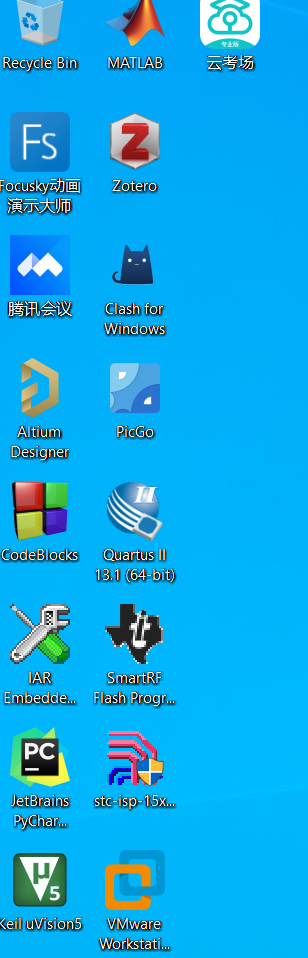 Recycle Bin
MATLAB
专业版
云考场
Fs
Focusky动画
演示大师
Z
Zotero
腾讯会议
Clash for
Windows
Altium
Designer
PicGo
CodeBlocks
II
Quartus II
13.1 (64-bit)
IAR
Embedde...
SmartRF
Flash Progr...
PC
JetBrains
PyChar...
stc-isp-15x...
μ
5
Keil uVision5
VMware
Workstati...